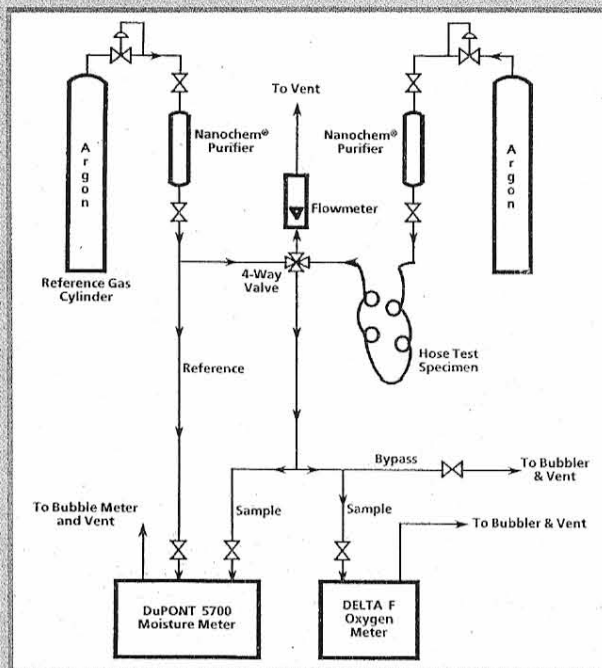 To Vent
Nanochem® Purifier
Nanochem® Purifier
Argon
Argon
Flowmeter
Reference Gas
Cylinder
4-Way
Valve
Hose Test
Specimen
Reference
Bypass
To Bubbler
& Vent
To Bubble Meter
and Vent
Sample
Sample
To Bubbler & Vent
DuPONT 5700
Moisture Meter
DELTA F
Oxygen
Meter